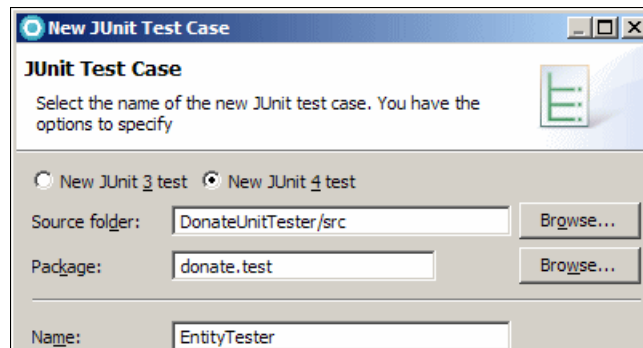 New JUnit Test Case
JUnit Test Case
Select the name of the new JUnit test case. You have the
options to specify
New JUnit 3 test New JUnit 4 test
Source folder: DonateUnitTester/src Browse...
Package: donate.test Browse...
Name: EntityTester